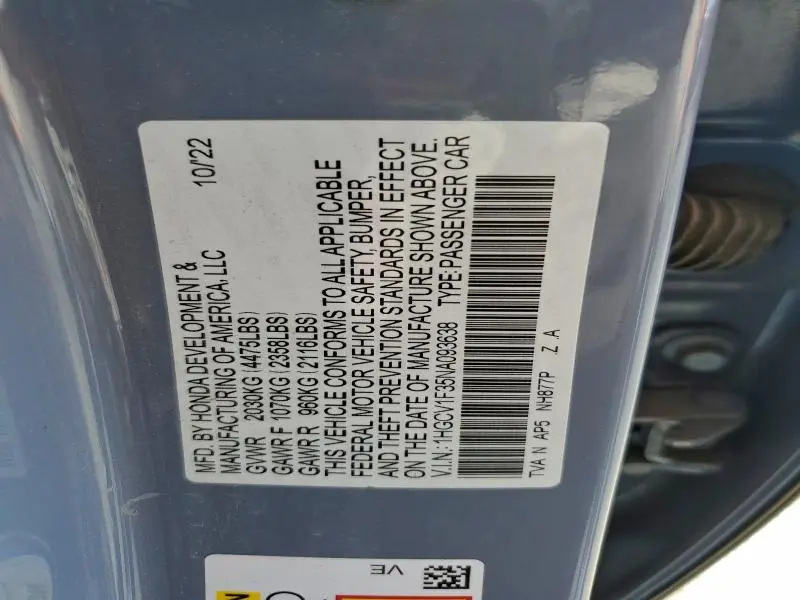 MFD. BY HONDA DEVELOPMENT &
MANUFACTURING OF AMERICA, LLC 10/22
GVWR 2030KG(4475LBS)
GAWR F 1070KG(2358LBS)
GAWR R 960KG(2116LBS)
THIS VEHICLE CONFORMS TO ALL APPLICABLE
FEDERAL MOTOR VEHICLE SAFETY, BUMPER,
AND THEFT PREVENTION STANDARDS IN EFFECT
ON THE DATE OF MANUFACTURE SHOWN ABOVE.
V.I.N.: 1HGCV1F35NA093638 TYPE:PASSENGER CAR
TVA N AP5 NH877P Z .A
VE